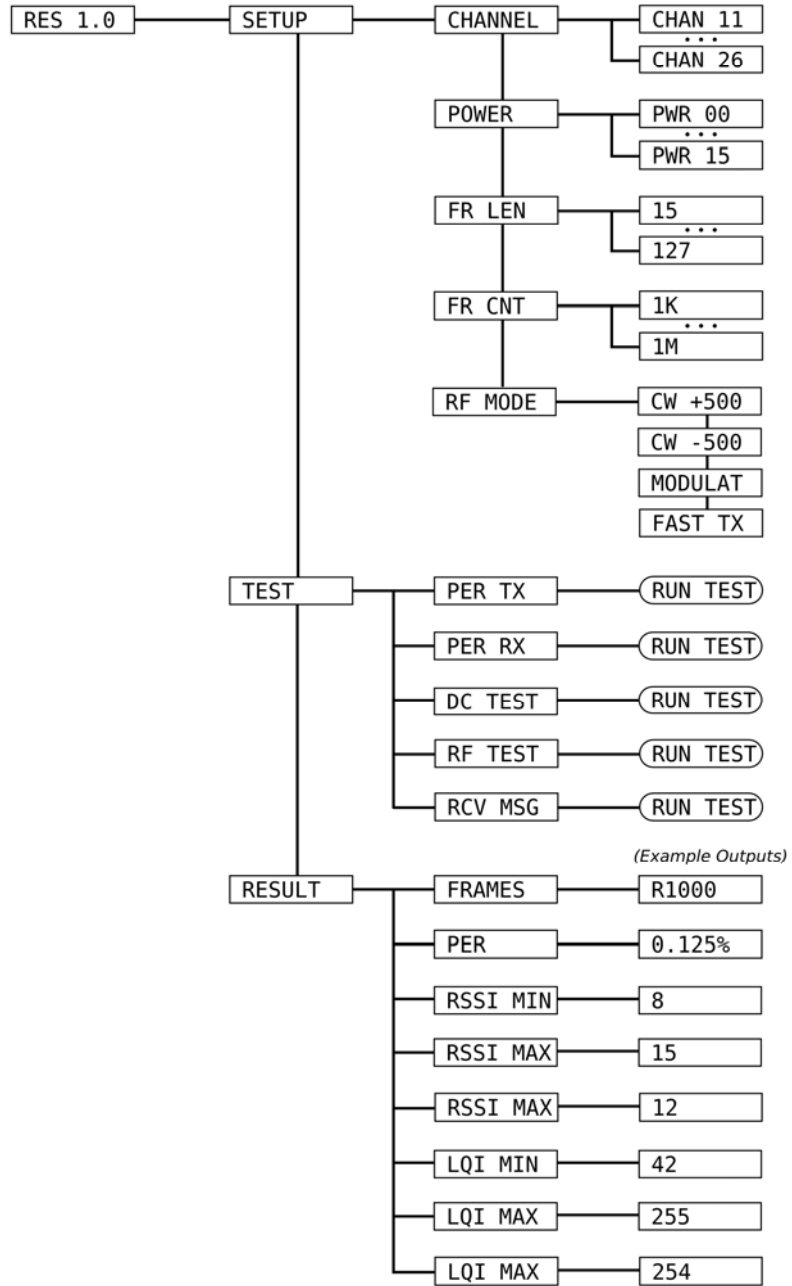 RES 1.0
SETUP
CHANNEL
CHAN 11
...
CHAN 26
POWER
PWR 00
...
PWR 15
FR LEN
15
...
127
FR CNT
1K
...
1M
RF MODE
CW +500
CW -500
MODULAT
FAST TX
TEST
PER TX
RUN TEST
PER RX
RUN TEST
DC TEST
RUN TEST
RF TEST
RUN TEST
RCV MSG
RUN TEST
(Example Outputs)
RESULT
FRAMES
R1000
PER
0.125%
RSSI MIN
8
RSSI MAX
15
RSSI MAX
12
LQI MIN
42
LQI MAX
255
LQI MAX
254